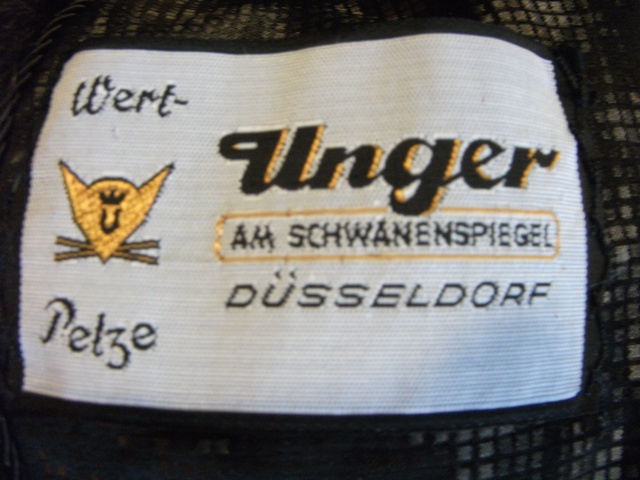 Wert-
U
Pelze
Unger
AM SCHWANENSPIEGEL
DÜSSELDORF